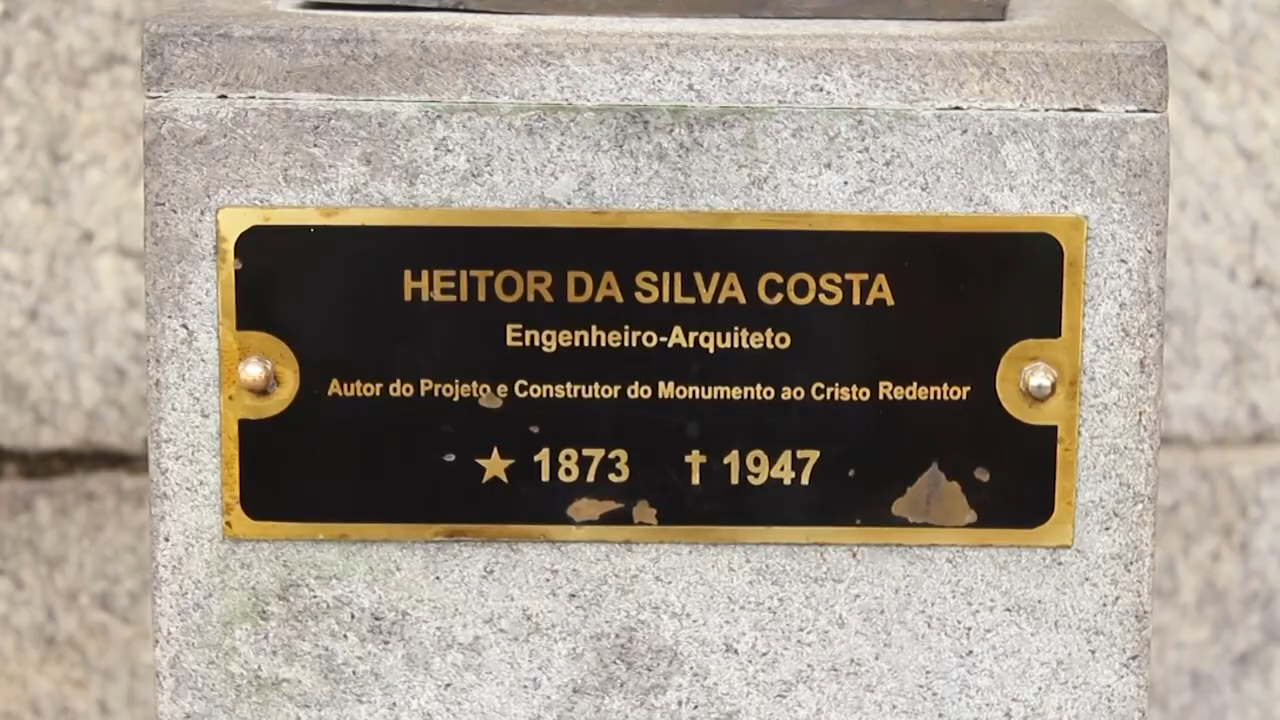 HEITOR DA SILVA COSTA
Engenheiro-Arquiteto
Autor do Projeto e Construtor do Monumento ao Cristo Redentor
★ 1873 † 1947